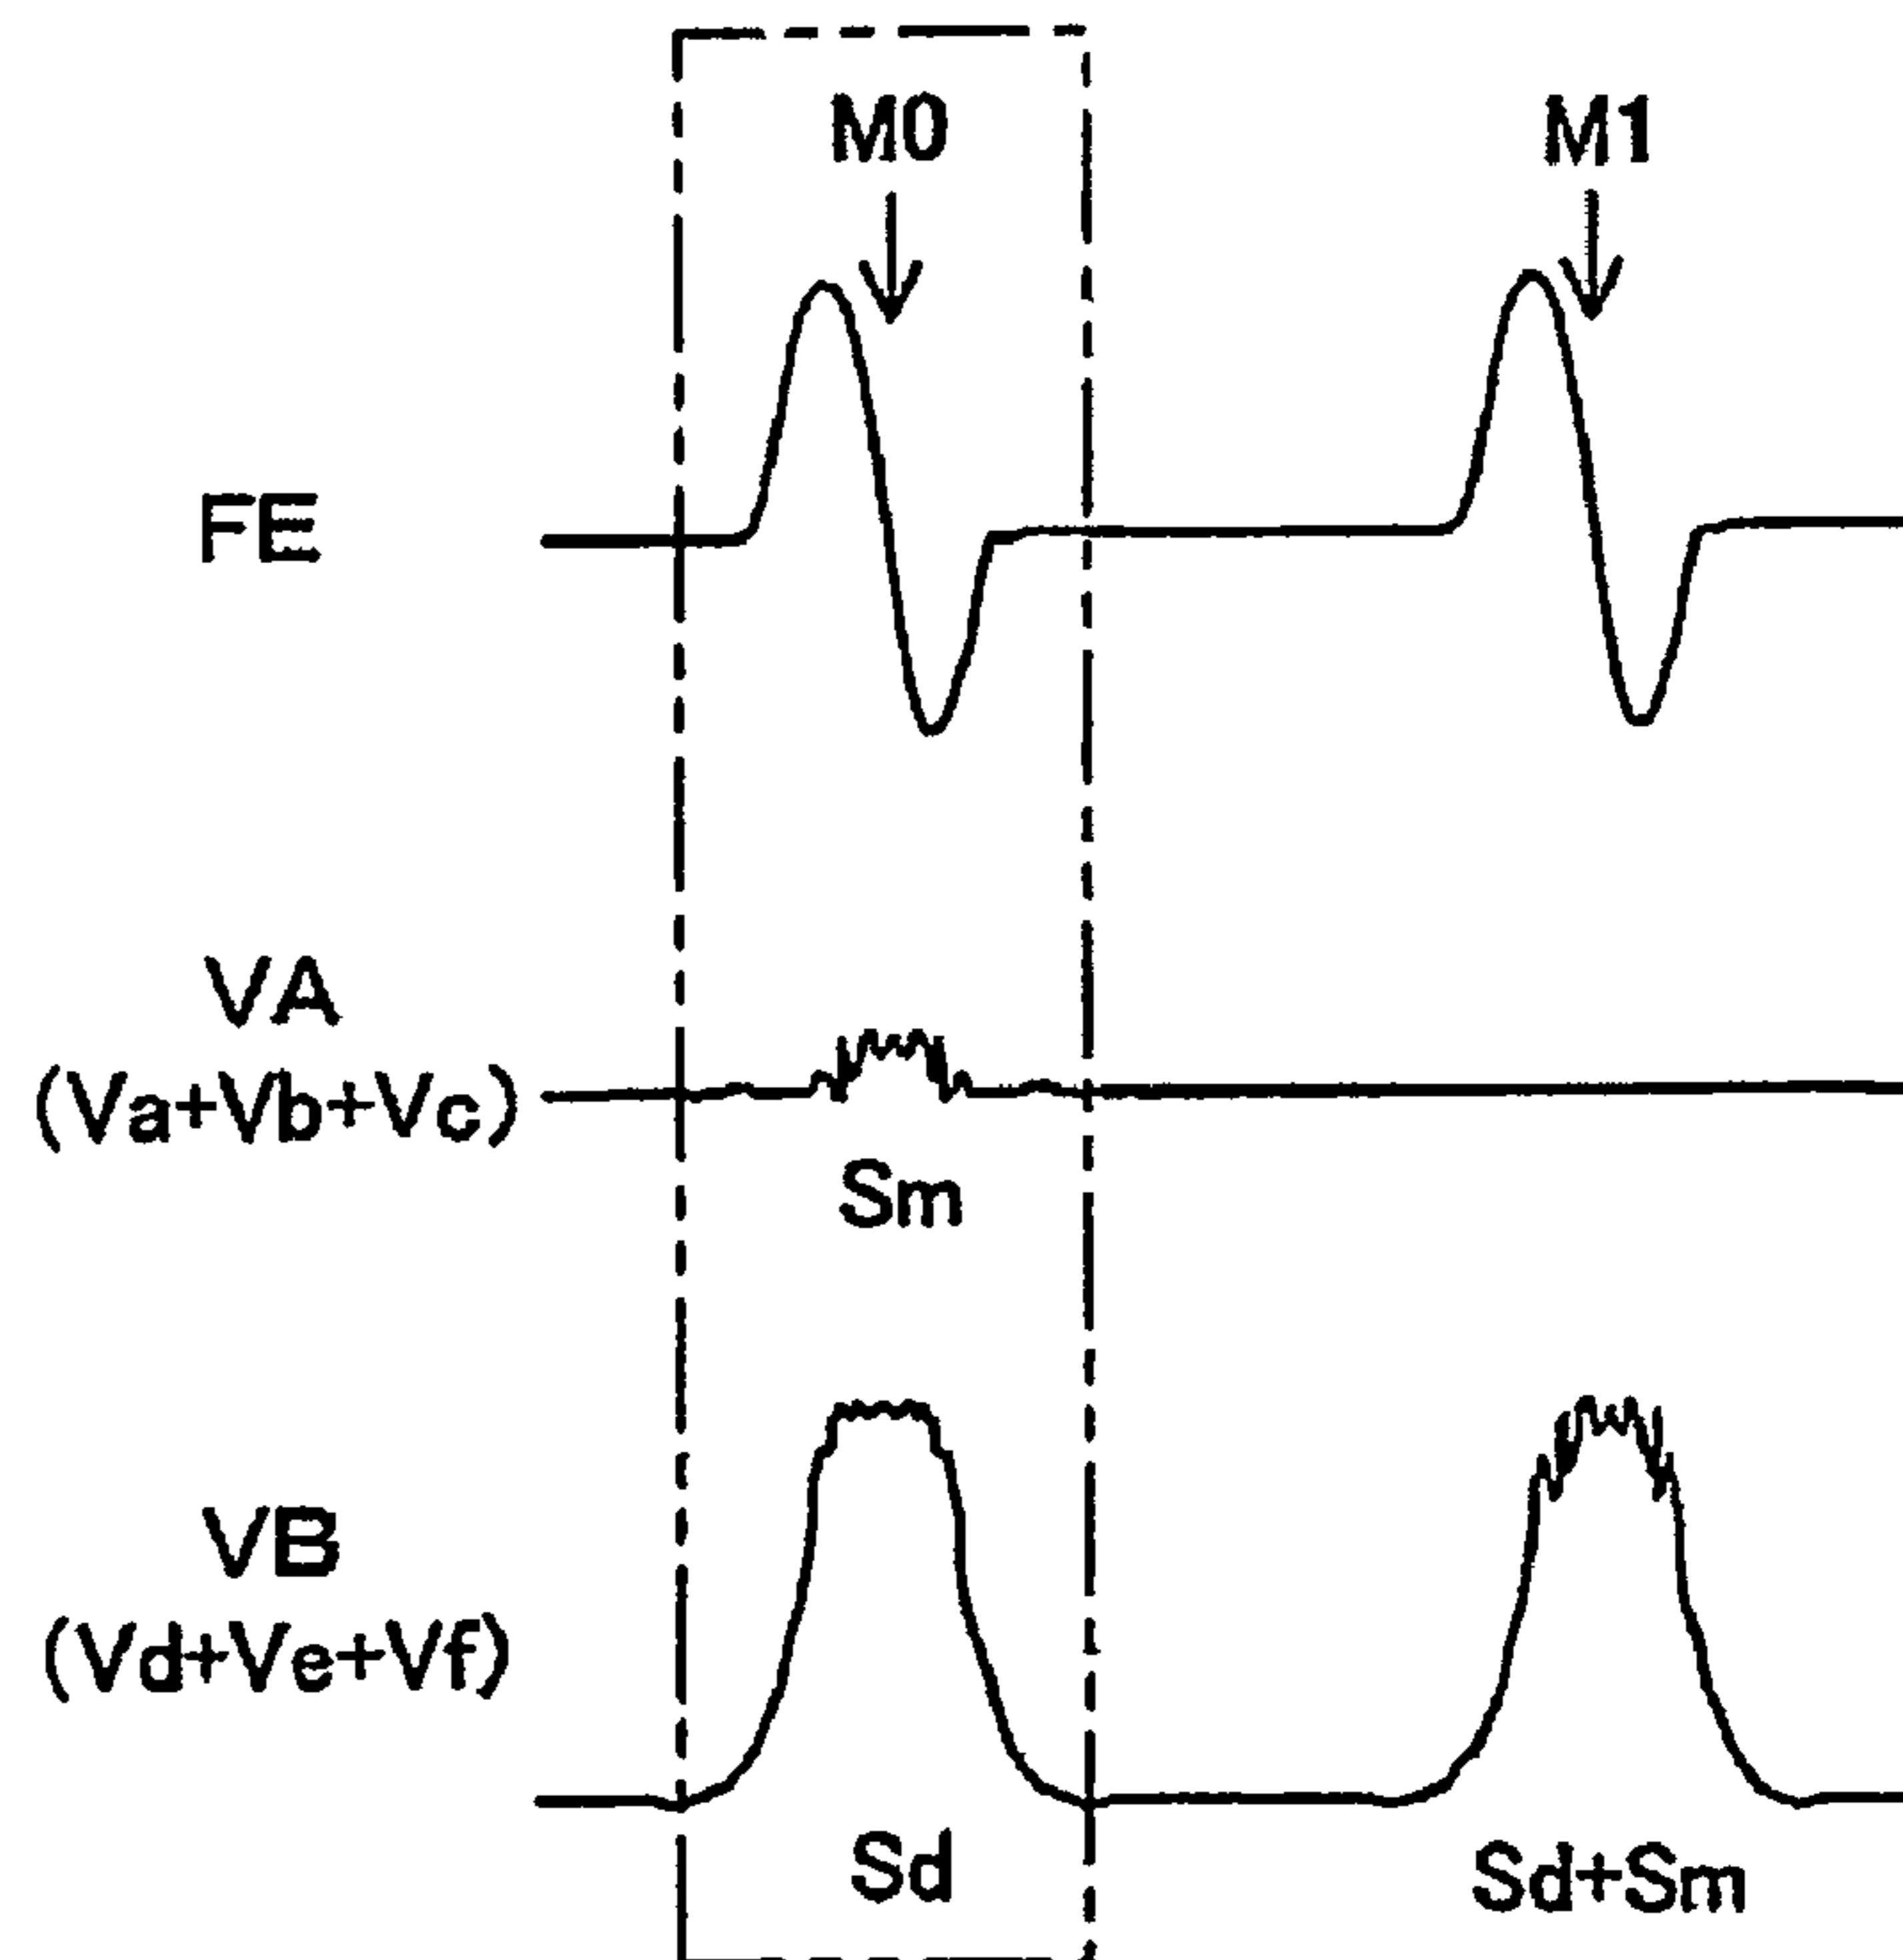 M0 M1
FE
VA
(Va+Vb+Vc)
Sm
VB
(Vd+Ve+Vf)
Sd Sd+Sm